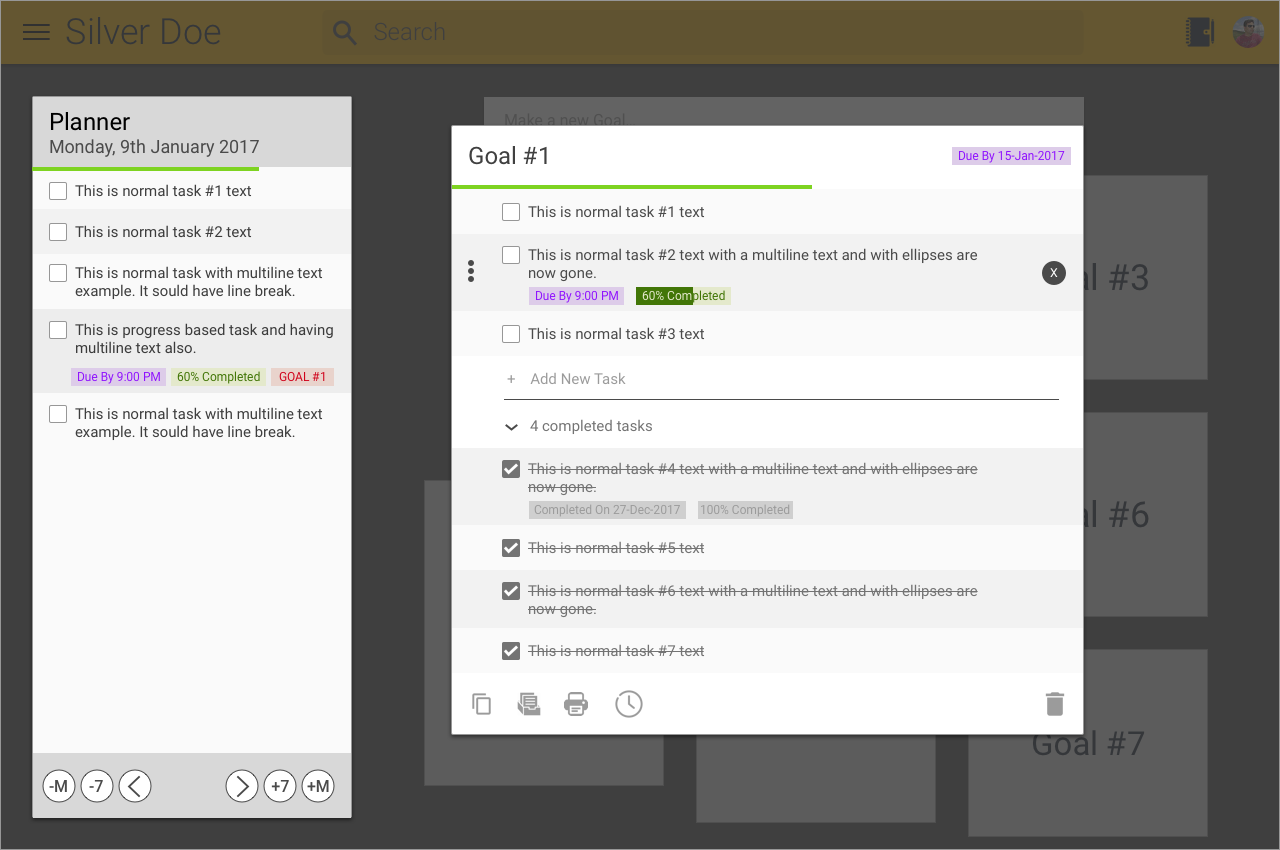 Silver Doe
Search
Planner
Monday, 9th January 2017
This is normal task #1 text
This is normal task #2 text
This is normal task with multiline text
example. It sould have line break.
This is progress based task and having
multiline text also.
Due By 9:00 PM 60% Completed GOAL #1
This is normal task with multiline text
example. It sould have line break.
-M -7 +7 +M
Make a new Goal
Goal #1 Due By 15-Jan-2017
This is normal task #1 text
This is normal task #2 text with a multiline text and with ellipses are
now gone.
X
Due By 9:00 PM 60% Completed
This is normal task #3 text
+ Add New Task
4 completed tasks
This is normal task #4 text with a multiline text and with ellipses are
now gone.
Completed On 27-Dec-2017 100% Completed
This is normal task #5 text
This is normal task #6 text with a multiline text and with ellipses are
now gone.
This is normal task #7 text
#3
#6
Goal #7